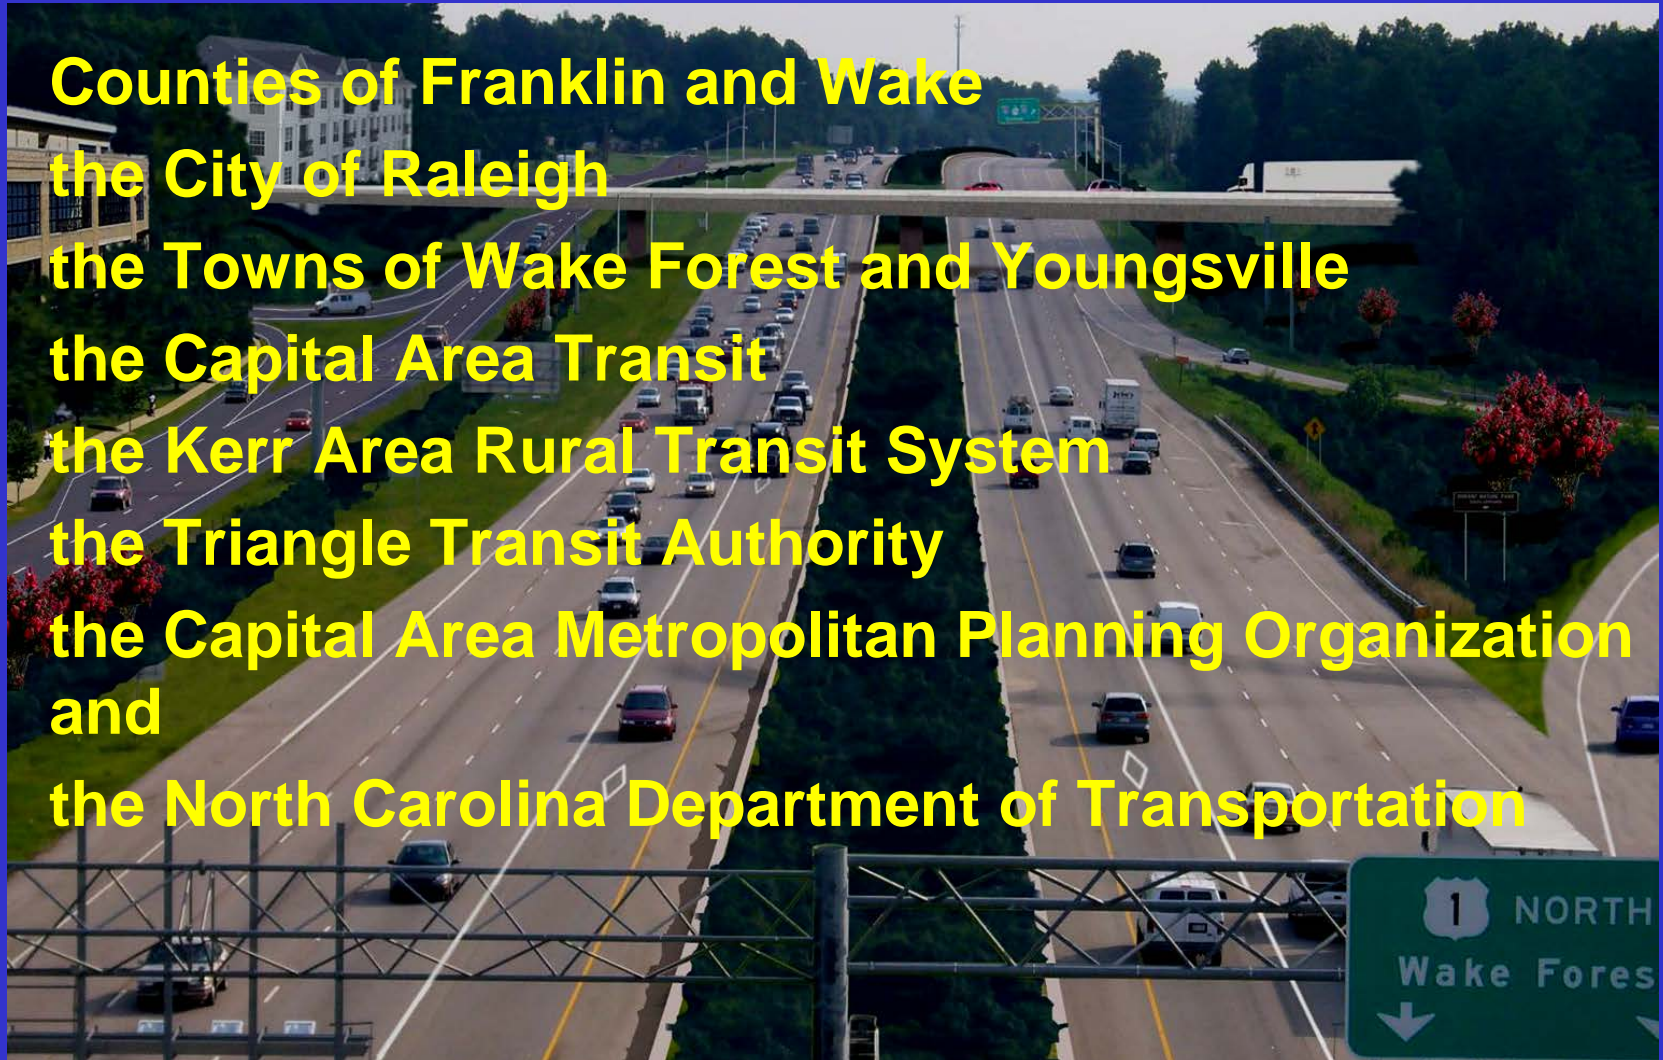 Counties of Franklin and Wake
the City of Raleigh
the Towns of Wake Forest and Youngsville
the Capital Area Transit
the Kerr Area Rural Transit System
the Triangle Transit Authority
the Capital Area Metropolitan Planning Organization
and
the North Carolina Department of Transportation
1 NORTH
Wake Fores